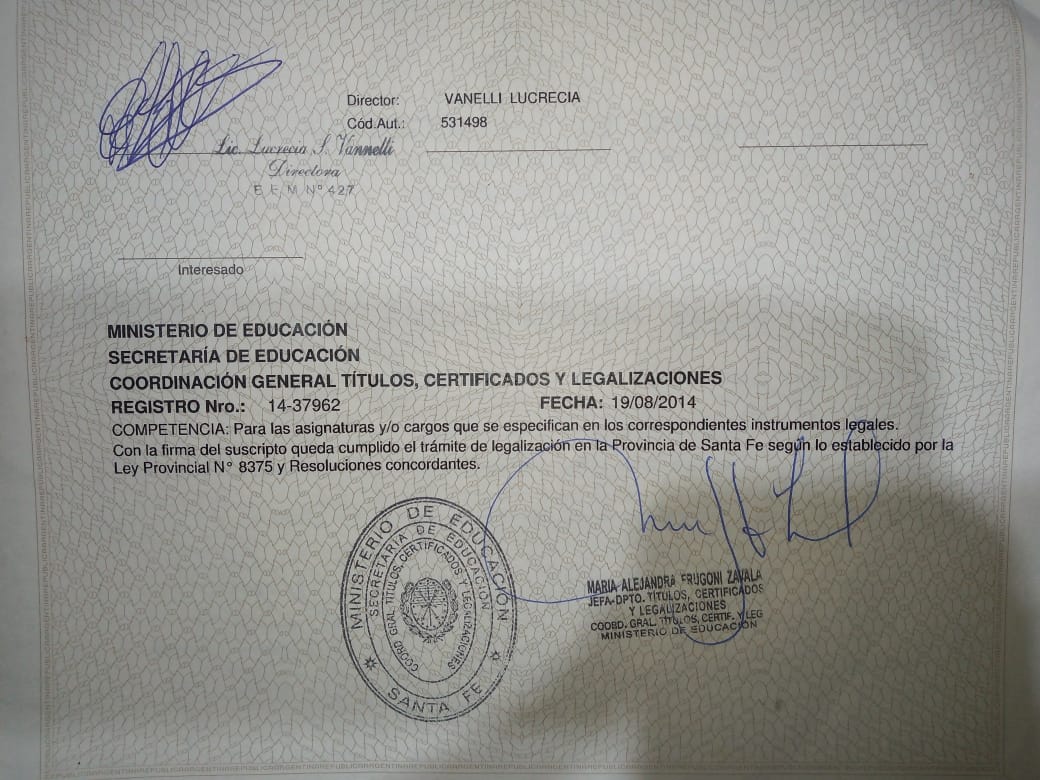 Director: VANELLI LUCRECIA
Cód.Aut.: 531498
Lic. Lucrecia S. Vannelli
Directora
E.E.M. Nº 427
Interesado
MINISTERIO DE EDUCACIÓN
SECRETARÍA DE EDUCACIÓN
COORDINACIÓN GENERAL TÍTULOS, CERTIFICADOS Y LEGALIZACIONES
REGISTRO Nro.: 14-37962 FECHA: 19/08/2014
COMPETENCIA: Para las asignaturas y/o cargos que se especifican en los correspondientes instrumentos legales.
Con la firma del suscripto queda cumplido el trámite de legalización en la Provincia de Santa Fe según lo establecido por la
Ley Provincial N° 8375 y Resoluciones concordantes.
MINISTERIO DE EDUCACIÓN
SECRETARÍA DE EDUCACIÓN
COORD GRAL. TÍTULOS, CERTIFICADOS Y LEGALIZACIONES
SANTA FE
MARIA ALEJANDRA FRUGONI ZAVALA
JEFA-DPTO. TÍTULOS, CERTIFICADOS
Y LEGALIZACIONES
COORD. GRAL. TÍTULOS, CERTIF. Y LEG
MINISTERIO DE EDUCACIÓN